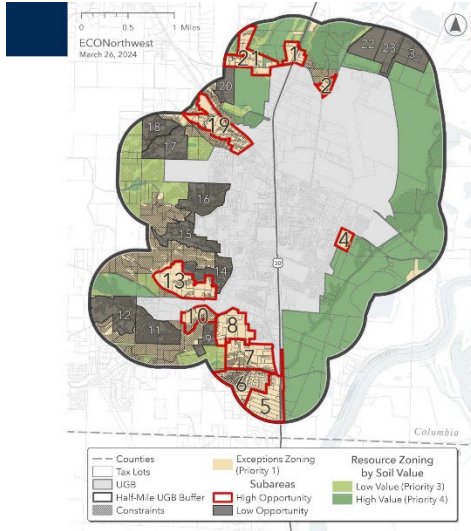 0 0.5 1 Miles
ECONorthwest
March 26, 2024
21
1
22
23
3
2
20
19
18
17
16
15
4
30
14
13
10
8
12
11
9
7
6
5
Columbia
Counties
Tax Lots
UGB
Half-Mile UGB Buffer
Constraints
Exceptions Zoning
(Priority 1)
Subareas
High Opportunity
Low Opportunity
Resource Zoning
by Soil Value
Low Value (Priority 3)
High Value (Priority 4)